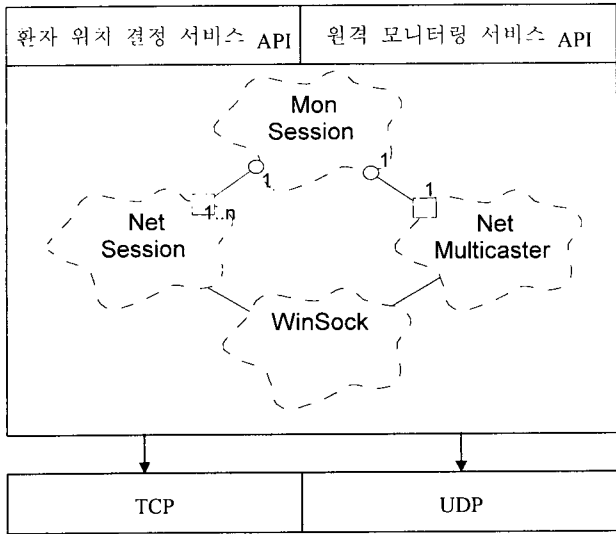 환자 위치 결정 서비스 API
원격 모니터링 서비스 API
Mon
Session
1
1
1..n
1
Net
Session
Net
Multicaster
WinSock
TCP
UDP